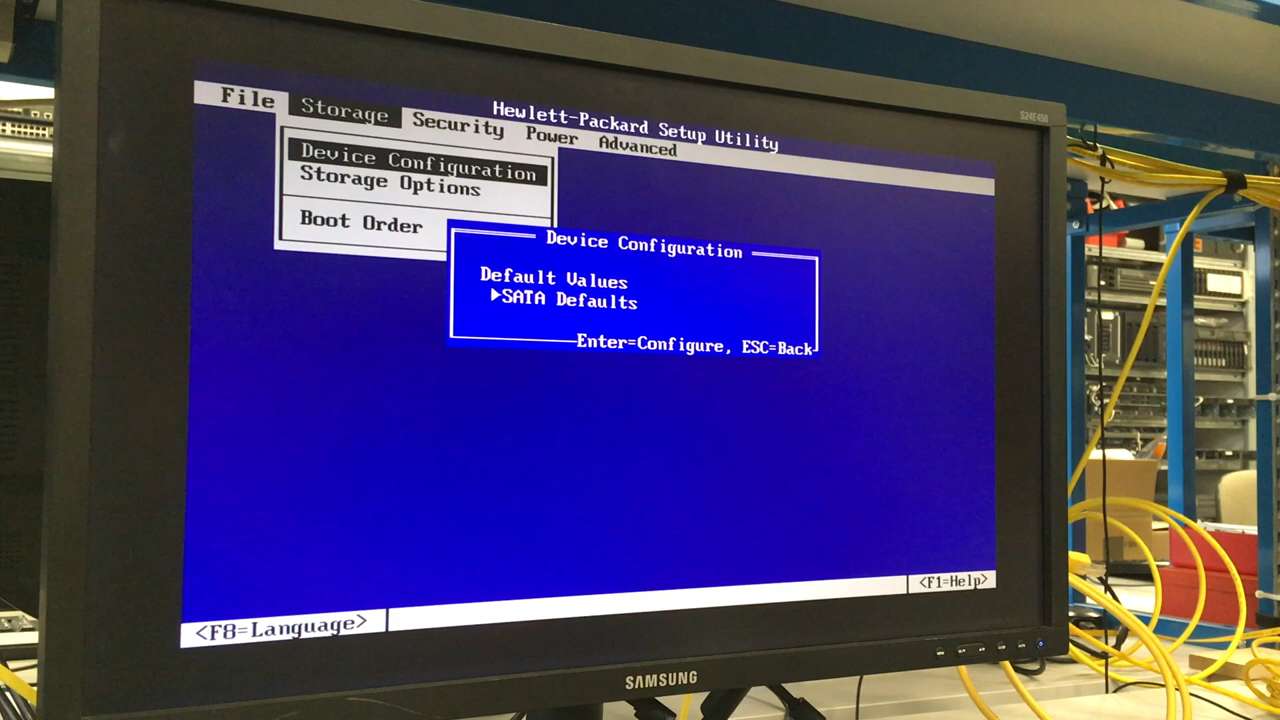 S24E450
Hewlett-Packard Setup Utility
File Storage Security Power Advanced
Device Configuration
Storage Options
Boot Order
Device Configuration
Default Values
▶SATA Defaults
Enter=Configure, ESC=Back
<F1=Help>
<F8=Language>
SAMSUNG